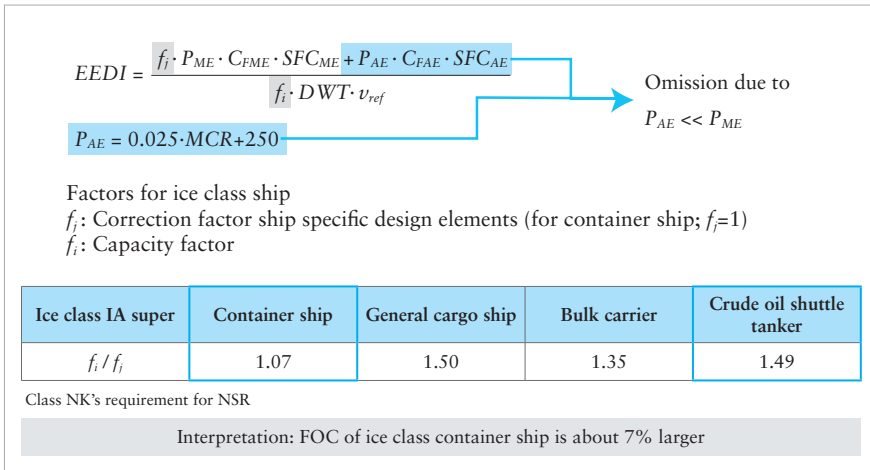 EEDI = f_j · P_ME · C_FME · SFC_ME + P_AE · C_FAE · SFC_AE
f_i · DWT · υ_ref
Omission due to
P_AE << P_ME
P_AE = 0.025·MCR+250
Factors for ice class ship
f_j: Correction factor ship specific design elements (for container ship; f_j=1)
f_i: Capacity factor
Ice class IA super Container ship General cargo ship Bulk carrier Crude oil shuttle
tanker
f_i / f_j 1.07 1.50 1.35 1.49
Class NK's requirement for NSR
Interpretation: FOC of ice class container ship is about 7% larger